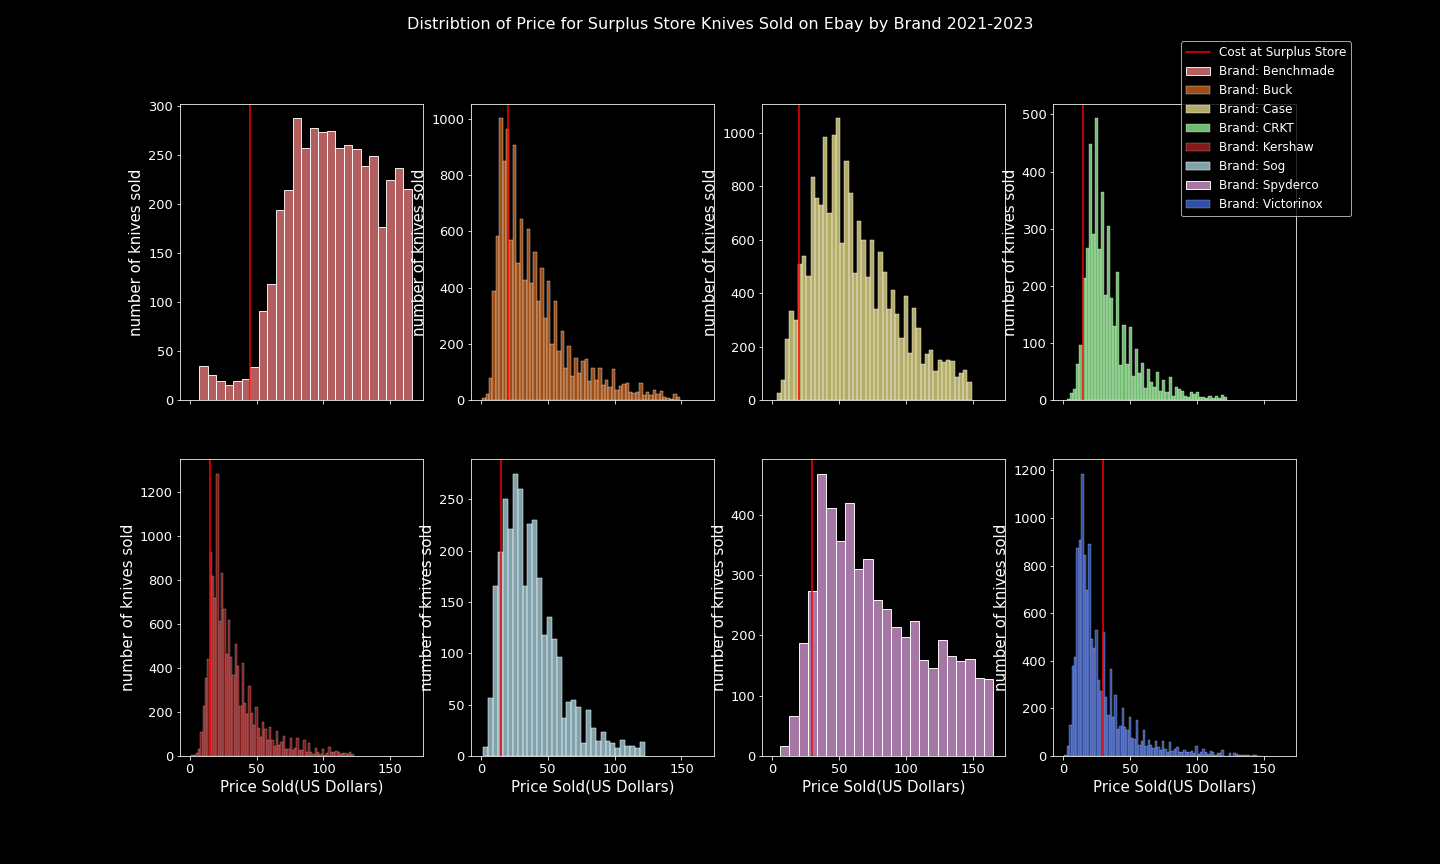 Distribtion of Price for Surplus Store Knives Sold on Ebay by Brand 2021-2023
Cost at Surplus Store
Brand: Benchmade
Brand: Buck
Brand: Case
Brand: CRKT
Brand: Kershaw
Brand: Sog
Brand: Spyderco
Brand: Victorinox
number of knives sold
300
250
200
150
100
50
0
number of knives sold
1000
800
600
400
200
0
number of knives sold
1000
800
600
400
200
0
number of knives sold
500
400
300
200
100
0
number of knives sold
1200
1000
800
600
400
200
0
0 50 100 150
Price Sold(US Dollars)
number of knives sold
250
200
150
100
50
0
0 50 100 150
Price Sold(US Dollars)
number of knives sold
400
300
200
100
0
0 50 100 150
Price Sold(US Dollars)
number of knives sold
1200
1000
800
600
400
200
0
0 50 100 150
Price Sold(US Dollars)